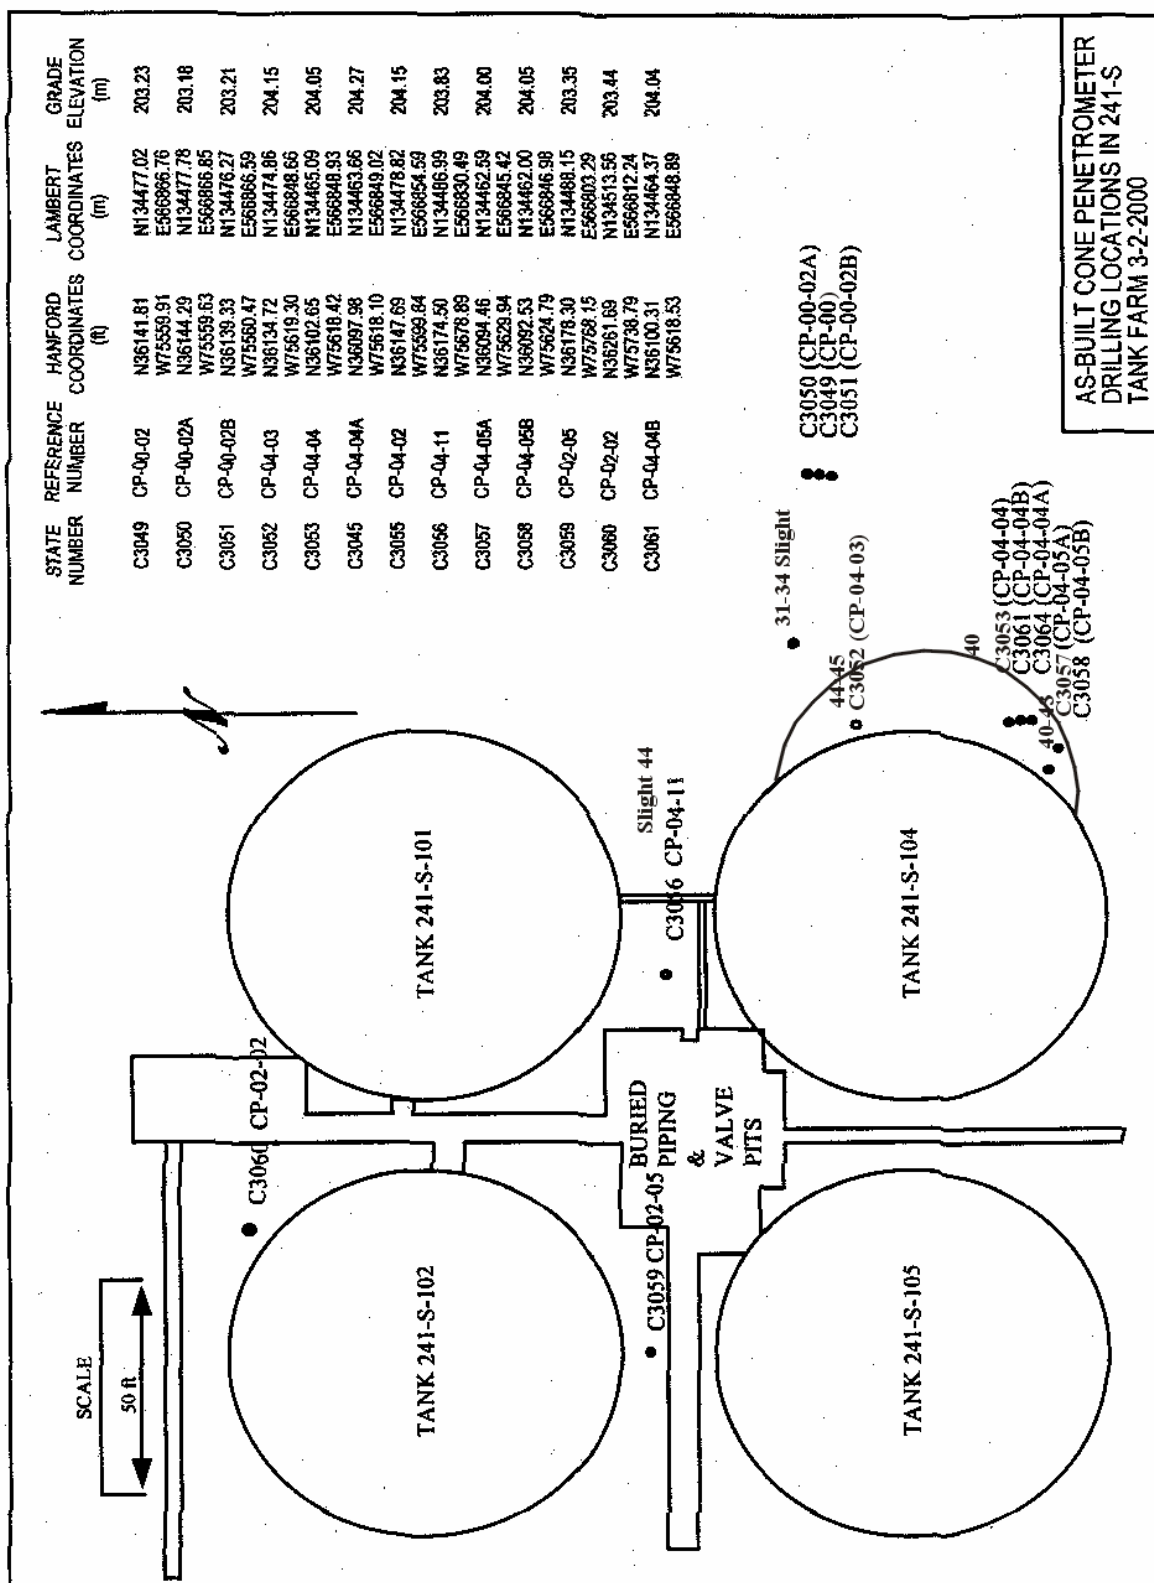 STATE REFERENCE HANFORD LAMBERT GRADE
NUMBER NUMBER COORDINATES COORDINATES ELEVATION
(ft) (m) (m)
C3049 CP-00-02 N36141.81 N134477.02 203.23
W75559.91 E566866.76
C3050 CP-00-02A N36144.29 N134477.78 203.18
W75559.63 E566866.85
C3051 CP-00-02B N36139.33 N134476.27 203.21
W75560.47 E566866.59
C3052 CP-04-03 N36134.72 N134474.86 204.15
W75619.30 E566848.66
C3053 CP-04-04 N36102.65 N134465.09 204.05
W75618.42 E566848.93
C3045 CP-04-04A N36097.98 N134463.66 204.27
W75618.10 E566849.02
C3055 CP-04-02 N36147.69 N134478.82 204.15
W75599.84 E566854.59
C3056 CP-04-11 N36174.50 N134486.99 203.83
W75678.89 E566830.49
C3057 CP-04-05A N36094.46 N134462.59 204.00
W75629.94 E566845.42
C3058 CP-04-05B N36092.53 N134462.00 204.05
W75624.79 E566846.98
C3059 CP-02-05 N36178.30 N134488.15 203.35
W75768.15 E566803.29
C3060 CP-02-02 N36261.69 N134513.56 203.44
W75738.79 E566812.24
C3061 CP-04-04B N36100.31 N134464.37 204.04
W75618.53 E566848.89
SCALE
50 ft
N
C3060 CP-02-02
TANK 241-S-102
TANK 241-S-101
C3059 CP-02-05
BURIED
PIPING
&
VALVE
PITS
Slight 44
C3056 CP-04-11
31-34 Slight
C3050 (CP-00-02A)
C3049 (CP-00)
C3051 (CP-00-02B)
44-45
C3052 (CP-04-03)
TANK 241-S-105
TANK 241-S-104
40
C3053 (CP-04-04)
C3061 (CP-04-04B)
C3064 (CP-04-04A)
40-43
C3057 (CP-04-05A)
C3058 (CP-04-05B)
AS-BUILT CONE PENETROMETER
DRILLING LOCATIONS IN 241-S
TANK FARM 3-2-2000